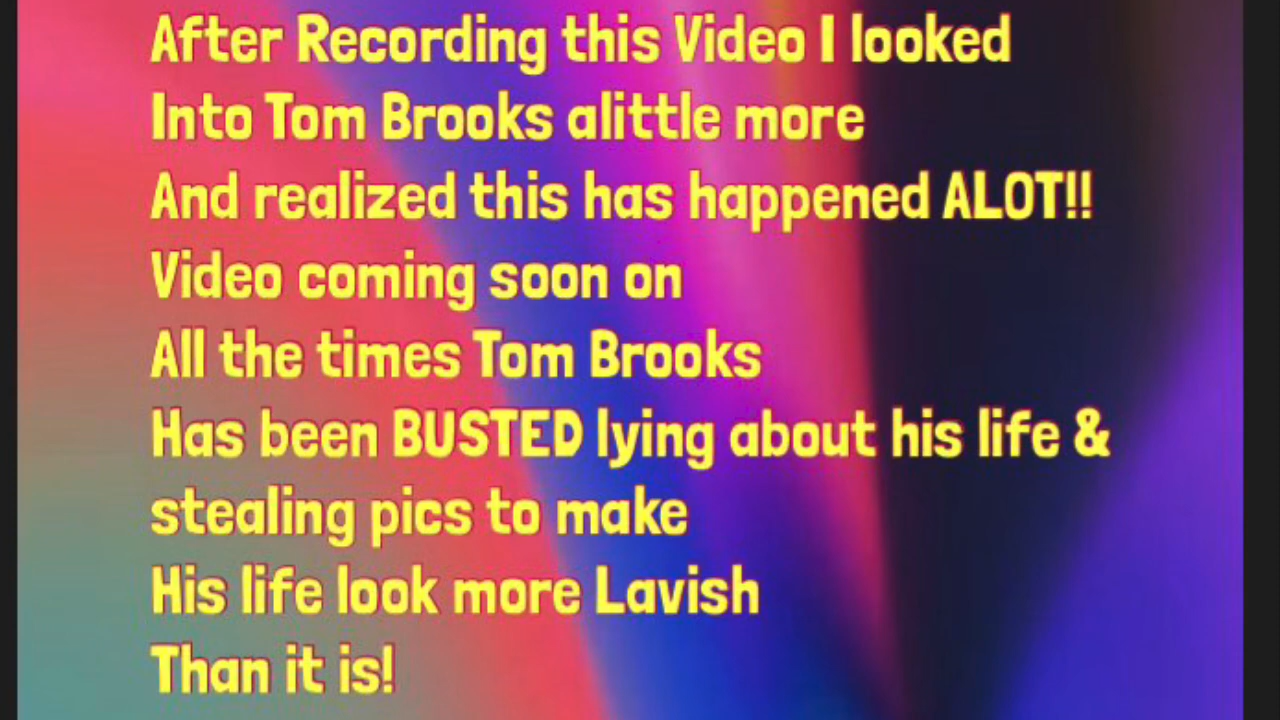 After Recording this Video I looked
Into Tom Brooks alittle more
And realized this has happened ALOT!!
Video coming soon on
All the times Tom Brooks
Has been BUSTED lying about his life &
stealing pics to make
His life look more Lavish
Than it is!